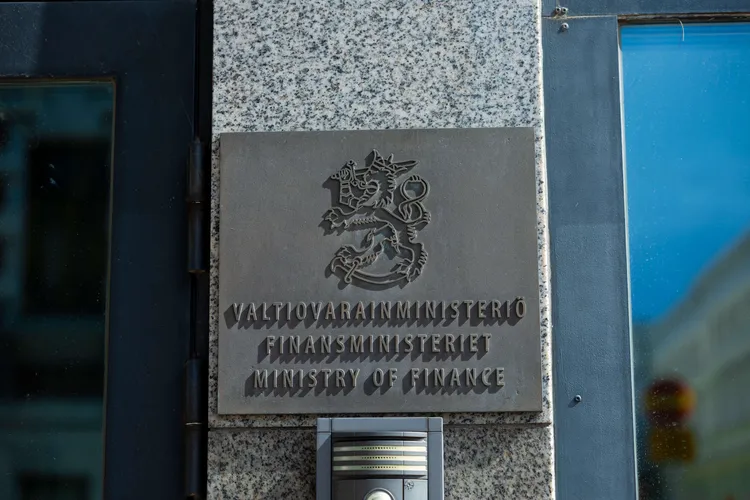 VALTIOVARAINMINISTERIÖ
FINANSMINISTERIET
MINISTRY OF FINANCE